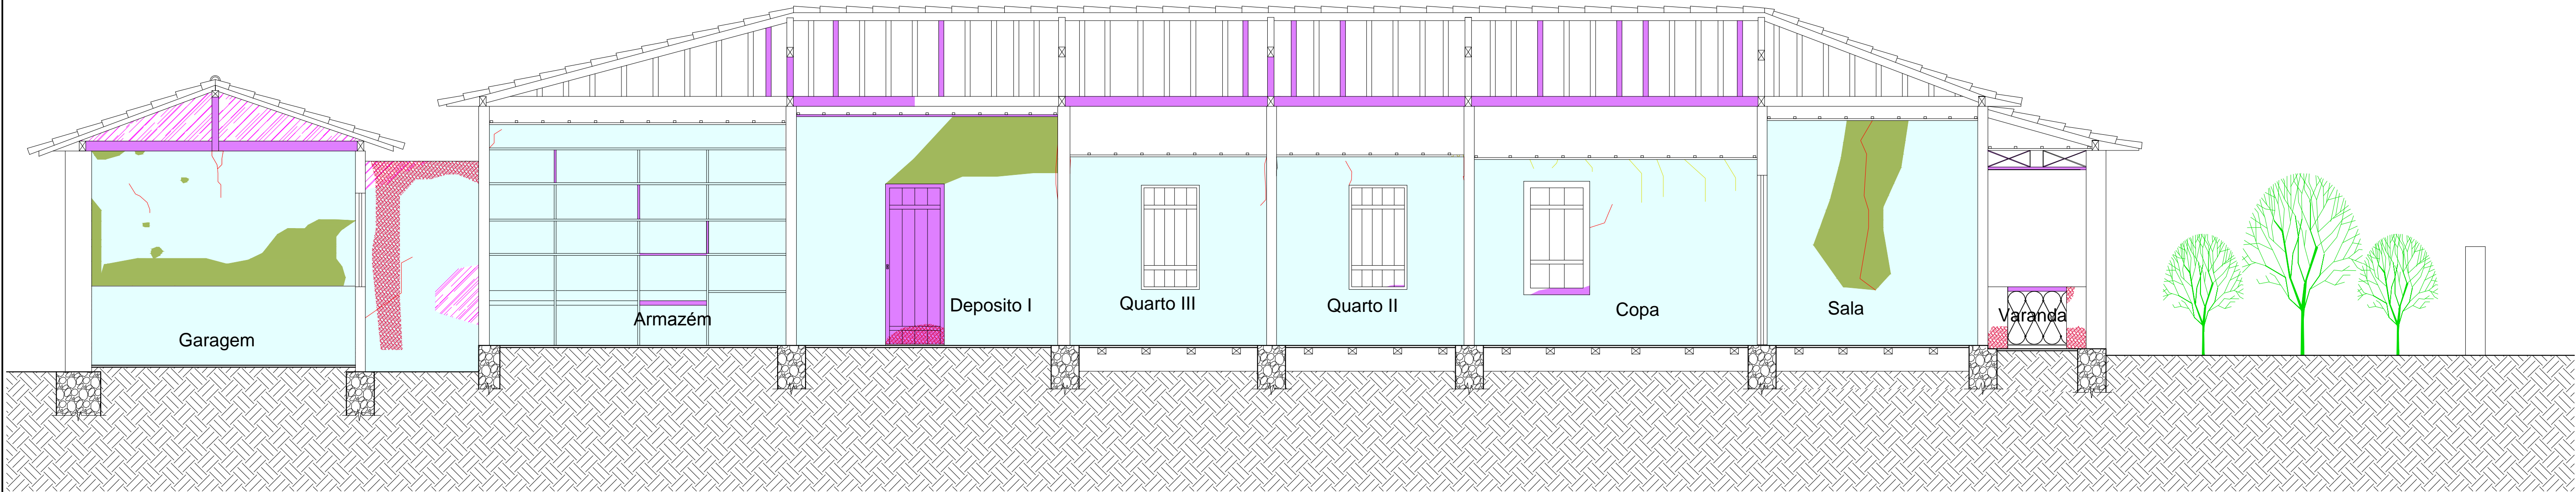 Garagem
Armazém
Deposito I
Quarto III
Quarto II
Copa
Sala
Varanda